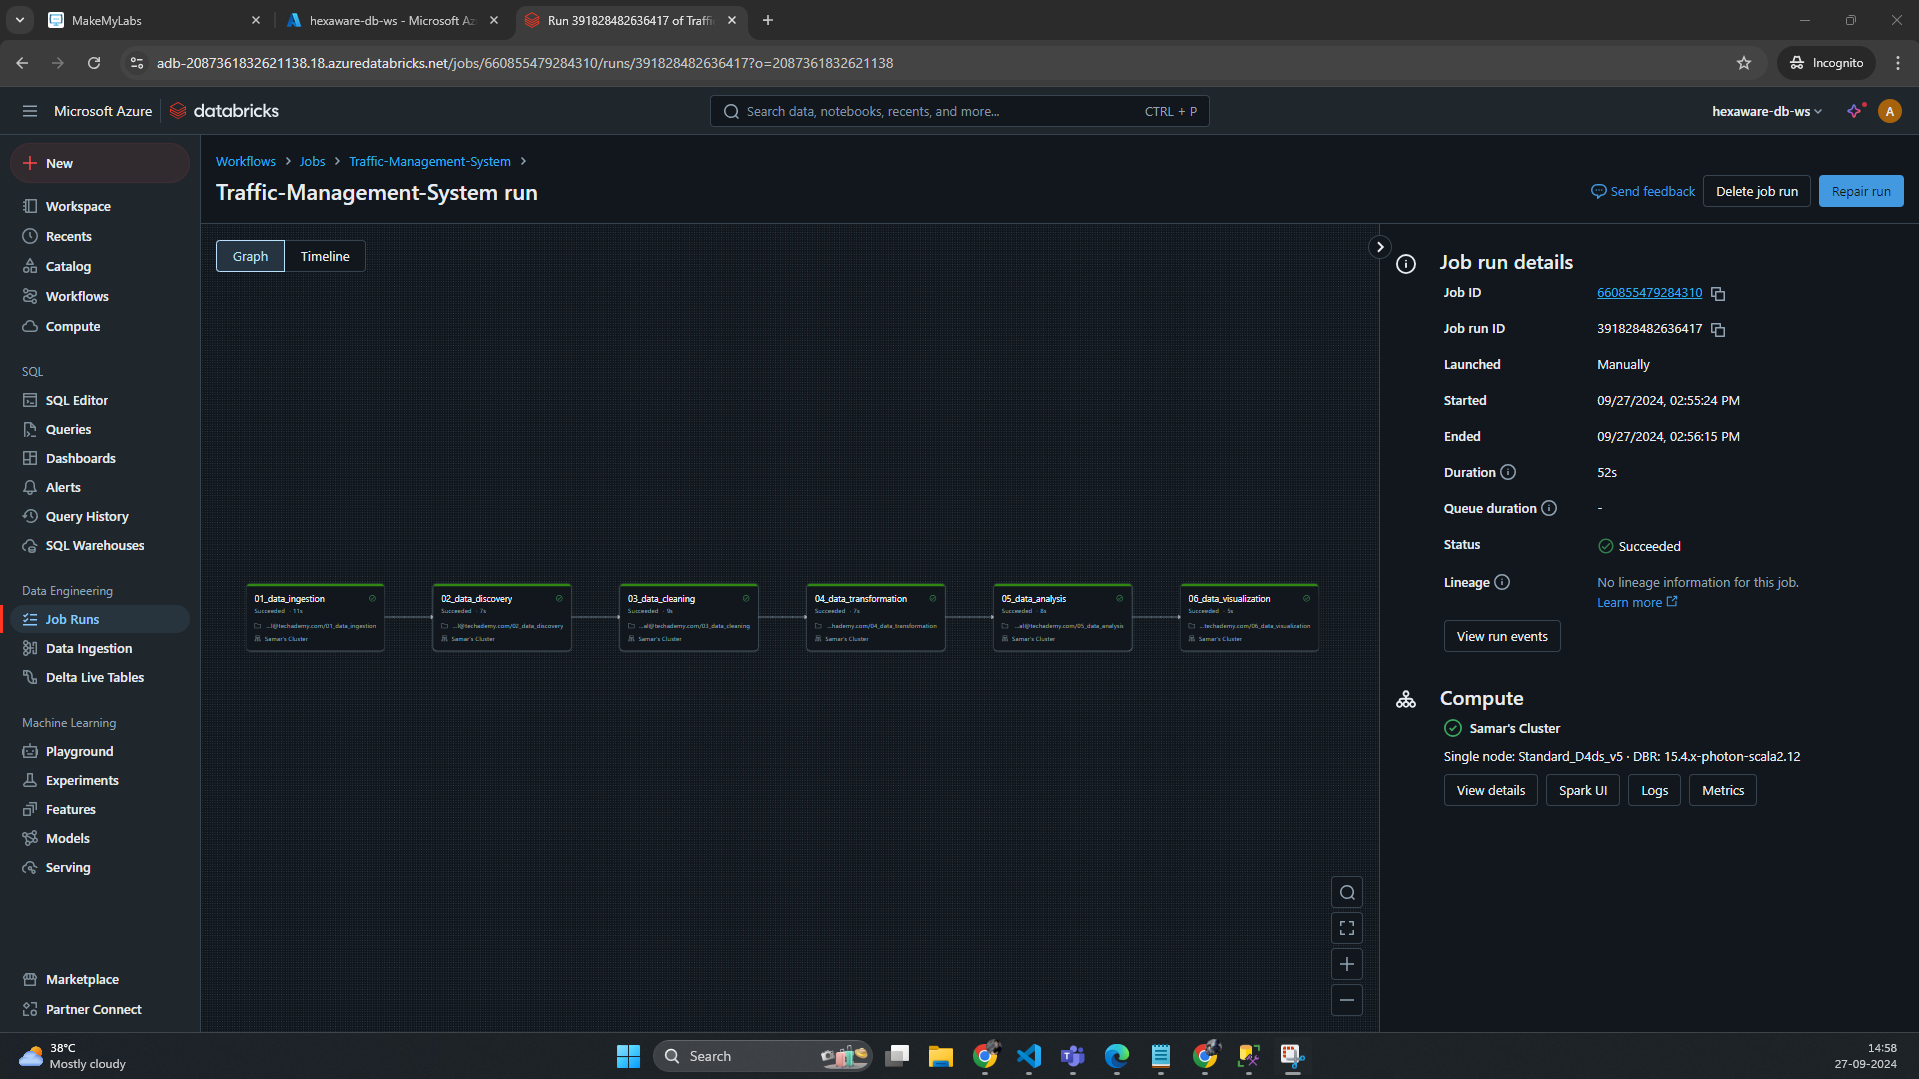 MakeMyLabs
hexaware-db-ws - Microsoft Az
Run 391828482636417 of Traffi
adb-2087361832621138.18.azuredatabricks.net/jobs/660855479284310/runs/391828482636417?o=2087361832621138
Incognito
Microsoft Azure
databricks
Search data, notebooks, recents, and more...
CTRL + P
hexaware-db-ws
A
New
Workspace
Recents
Catalog
Workflows
Compute
SQL
SQL Editor
Queries
Dashboards
Alerts
Query History
SQL Warehouses
Data Engineering
Job Runs
Data Ingestion
Delta Live Tables
Machine Learning
Playground
Experiments
Features
Models
Serving
Marketplace
Partner Connect
Workflows > Jobs > Traffic-Management-System >
Traffic-Management-System run
Send feedback
Delete job run
Repair run
Graph
Timeline
01_data_ingestion
Succeeded · 11s
...l@techademy.com/01_data_ingestion
Samar's Cluster
02_data_discovery
Succeeded · 7s
...l@techademy.com/02_data_discovery
Samar's Cluster
03_data_cleaning
Succeeded · 9s
...al@techademy.com/03_data_cleaning
Samar's Cluster
04_data_transformation
Succeeded · 7s
...hademy.com/04_data_transformation
Samar's Cluster
05_data_analysis
Succeeded · 8s
...al@techademy.com/05_data_analysis
Samar's Cluster
06_data_visualization
Succeeded · 5s
...techademy.com/06_data_visualization
Samar's Cluster
Job run details
Job ID
660855479284310
Job run ID
391828482636417
Launched
Manually
Started
09/27/2024, 02:55:24 PM
Ended
09/27/2024, 02:56:15 PM
Duration
52s
Queue duration
-
Status
Succeeded
Lineage
No lineage information for this job.
Learn more
View run events
Compute
Samar's Cluster
Single node: Standard_D4ds_v5 · DBR: 15.4.x-photon-scala2.12
View details
Spark UI
Logs
Metrics
38°C
Mostly cloudy
Search
14:58
27-09-2024